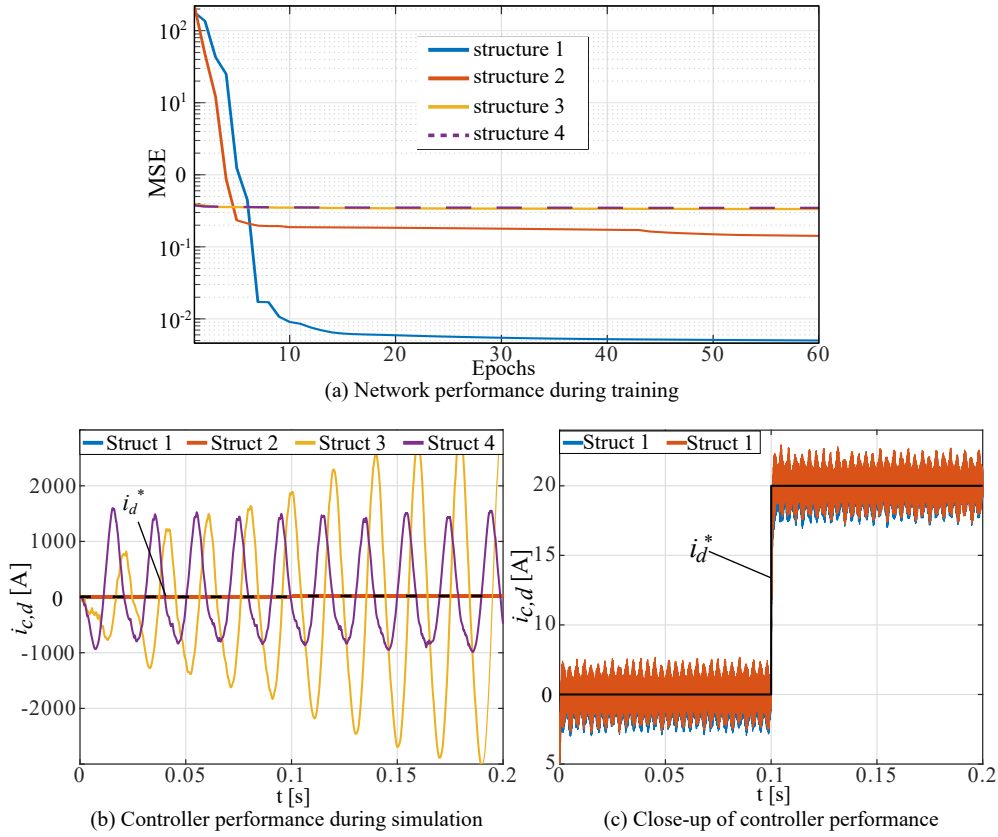 10^2
10^1
0
10^-1
10^-2
MSE
structure 1
structure 2
structure 3
structure 4
10 20 30 40 50 60
Epochs
(a) Network performance during training
Struct 1 Struct 2 Struct 3 Struct 4
2000
1000
0
-1000
-2000
i_c,d [A]
i_d^*
0 0.05 0.1 0.15 0.2
t [s]
(b) Controller performance during simulation
Struct 1 Struct 1
20
15
10
0
5
i_c,d [A]
i_d^*
0 0.05 0.1 0.15 0.2
t [s]
(c) Close-up of controller performance